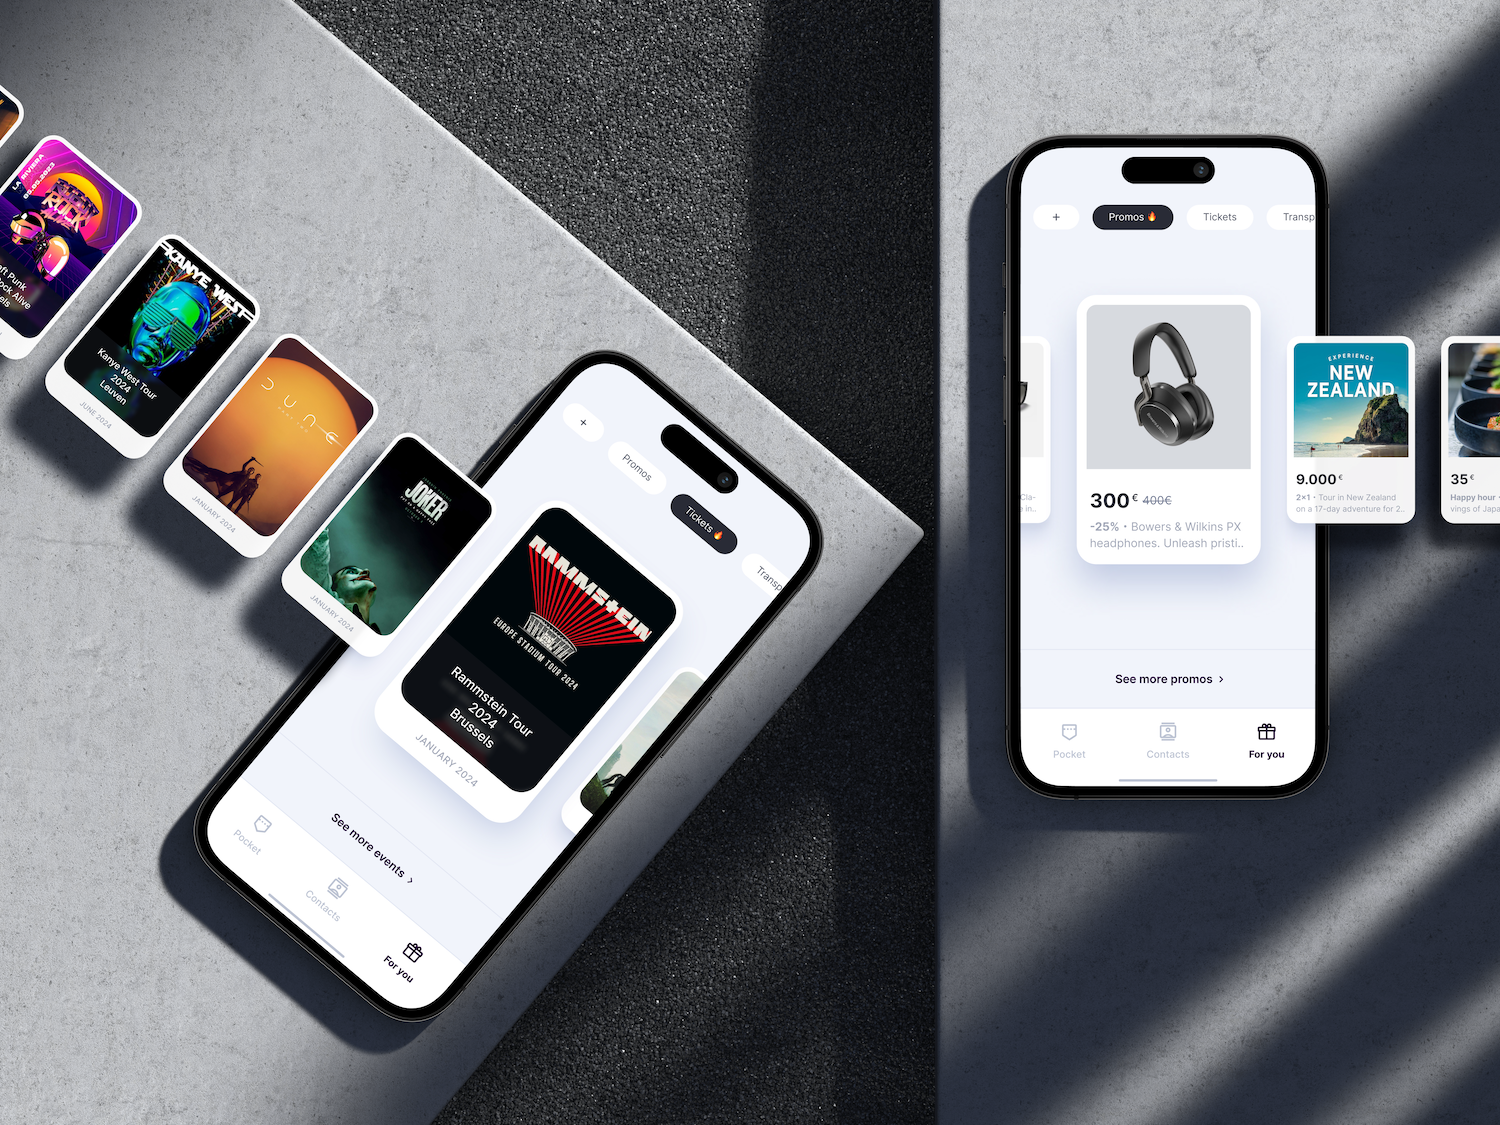 LA RIVIERA
05.05.2023
ROCK
ft Punk
ock Alive
els
KANYE WEST
Kanye West Tour
2024
Leuven
JUNE 2024
DUNE
JANUARY 2024
JOKER
JANUARY 2024
+
Promos
Tickets 🔥
Transp
RAMMSTEIN
EUROPE STADIUM TOUR 2024
Rammstein Tour
2024
Brussels
JANUARY 2024
See more events ›
Pocket
Contacts
For you
+
Promos 🔥
Tickets
Transp
Cla-
e in..
300€ 400€
-25% • Bowers & Wilkins PX
headphones. Unleash pristi..
EXPERIENCE
NEW
ZEALAND
9.000€
2×1 • Tour in New Zealand
on a 17-day adventure for 2..
35€
Happy hour •
vings of Japa
See more promos ›
Pocket
Contacts
For you